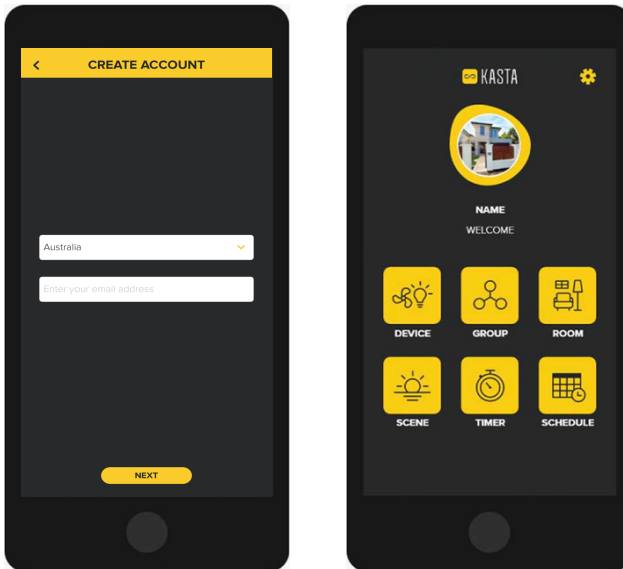 CREATE ACCOUNT
Australia
Enter your email address
NEXT
KASTA
NAME
WELCOME
DEVICE
GROUP
ROOM
SCENE
TIMER
SCHEDULE